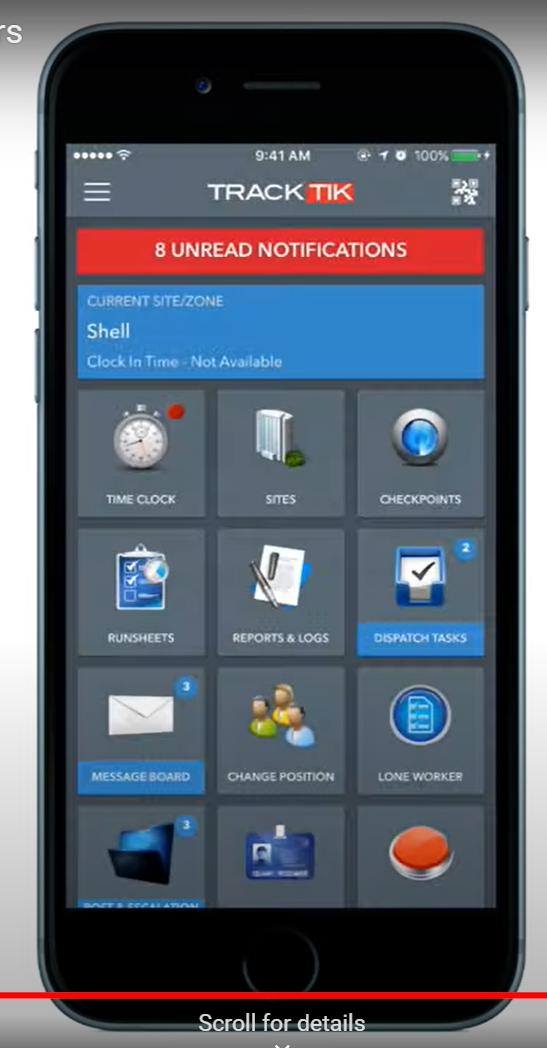 rs
9:41 AM
100%
TRACKTIK
8 UNREAD NOTIFICATIONS
CURRENT SITE/ZONE
Shell
Clock In Time - Not Available
TIME CLOCK
SITES
CHECKPOINTS
2
RUNSHEETS
REPORTS & LOGS
DISPATCH TASKS
3
MESSAGE BOARD
CHANGE POSITION
LONE WORKER
3
POST & ESCALATION
Scroll for details